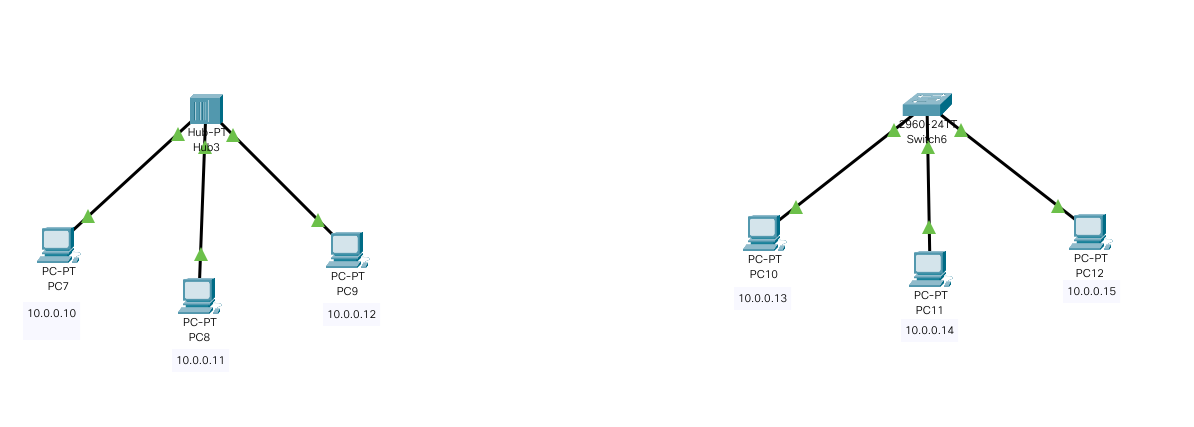 Hub-PT
Hub3
PC-PT
PC7
10.0.0.10
PC-PT
PC8
10.0.0.11
PC-PT
PC9
10.0.0.12
2960-24TT
Switch6
PC-PT
PC10
10.0.0.13
PC-PT
PC11
10.0.0.14
PC-PT
PC12
10.0.0.15